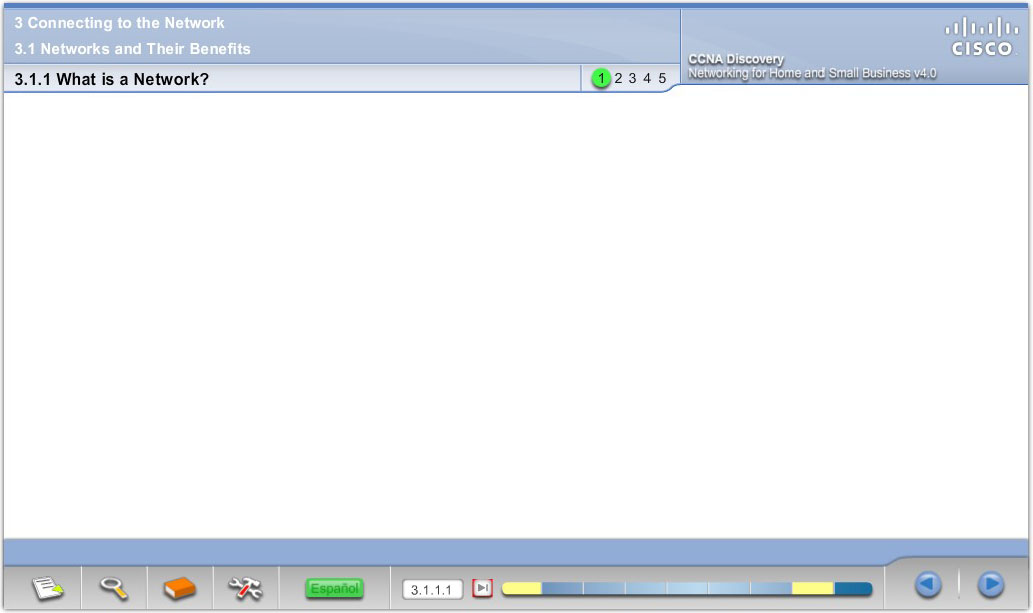 3 Connecting to the Network
3.1 Networks and Their Benefits
3.1.1 What is a Network?
1 2 3 4 5
CISCO
CCNA Discovery
Networking for Home and Small Business v4.0
Español
3.1.1.1